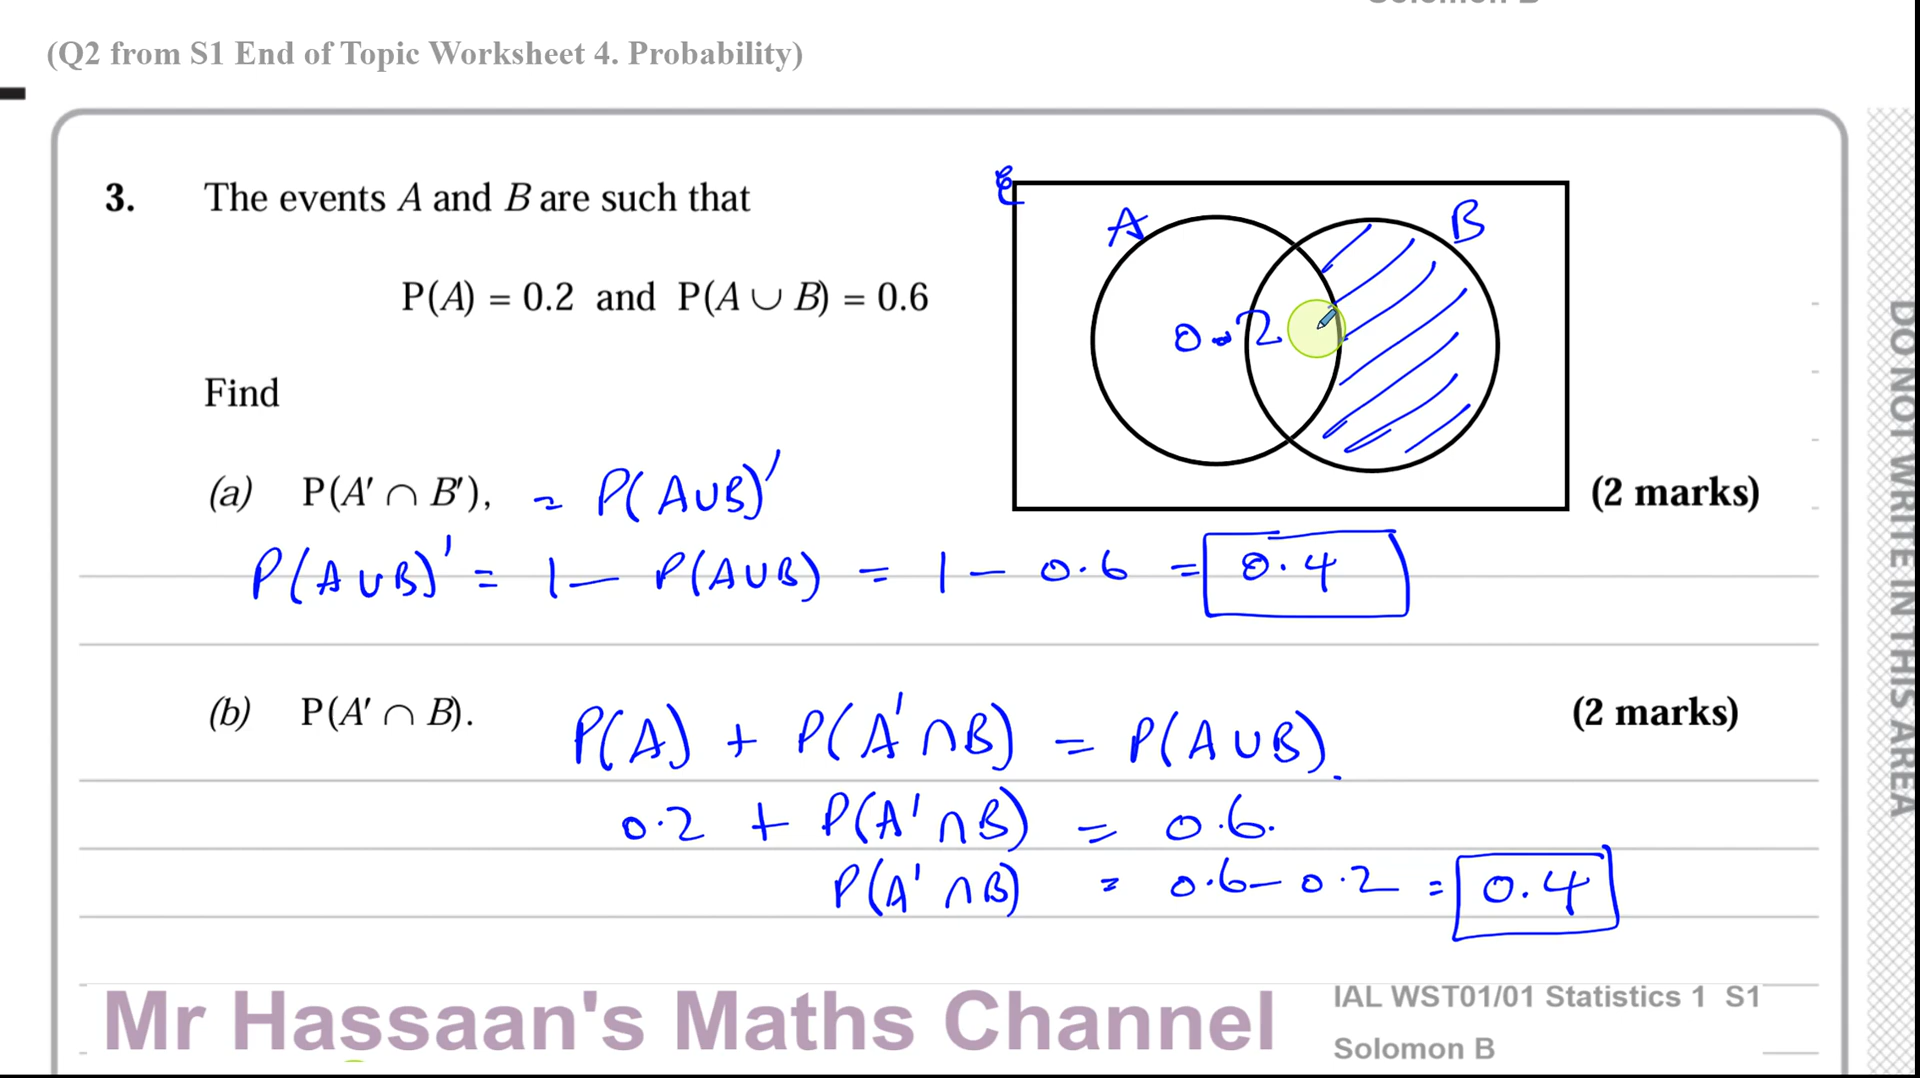 Solomon B
(Q2 from S1 End of Topic Worksheet 4. Probability)
3. The events A and B are such that
P(A) = 0.2 and P(A ∪ B) = 0.6
Find
ξ
A
B
0.2
(a) P(A' ∩ B'), = P(A∪B)'
(2 marks)
P(A∪B)' = 1 − P(A∪B) = 1 − 0.6 = 0.4
(b) P(A' ∩ B).
(2 marks)
P(A) + P(A'∩B) = P(A∪B).
0.2 + P(A'∩B) = 0.6.
P(A'∩B) = 0.6 − 0.2 = 0.4
Mr Hassaan's Maths Channel
IAL WST01/01 Statistics 1 S1
Solomon B
DO NOT WRITE IN THIS AREA